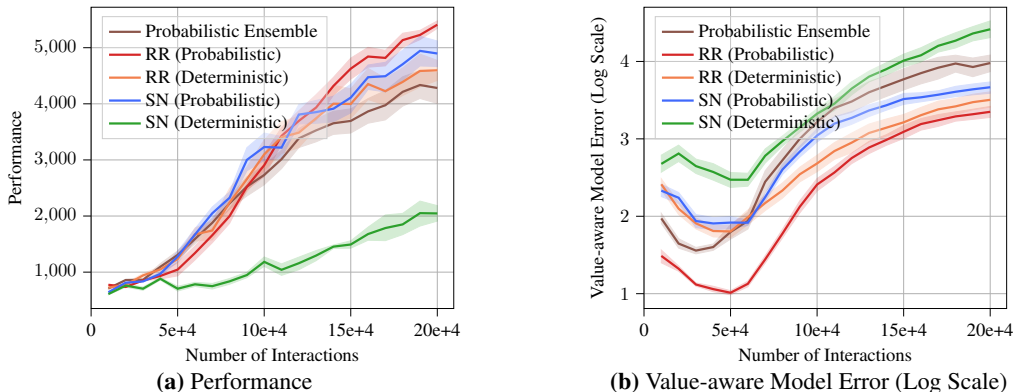 Probabilistic Ensemble
RR (Probabilistic)
RR (Deterministic)
SN (Probabilistic)
SN (Deterministic)
5,000
4,000
3,000
2,000
1,000
Performance
0
5e+4
10e+4
15e+4
20e+4
Number of Interactions
(a) Performance
Probabilistic Ensemble
RR (Probabilistic)
RR (Deterministic)
SN (Probabilistic)
SN (Deterministic)
4
3
2
1
Value-aware Model Error (Log Scale)
0
5e+4
10e+4
15e+4
20e+4
Number of Interactions
(b) Value-aware Model Error (Log Scale)